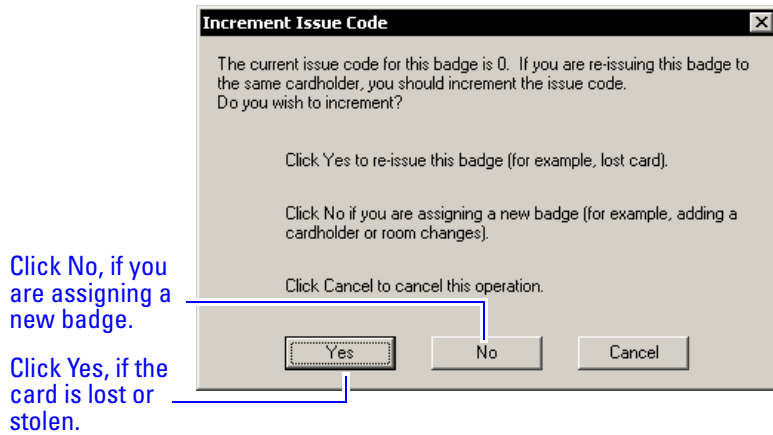 Increment Issue Code
The current issue code for this badge is 0. If you are re-issuing this badge to
the same cardholder, you should increment the issue code.
Do you wish to increment?
Click Yes to re-issue this badge (for example, lost card).
Click No if you are assigning a new badge (for example, adding a
cardholder or room changes).
Click Cancel to cancel this operation.
Yes
No
Cancel
Click No, if you
are assigning a
new badge.
Click Yes, if the
card is lost or
stolen.